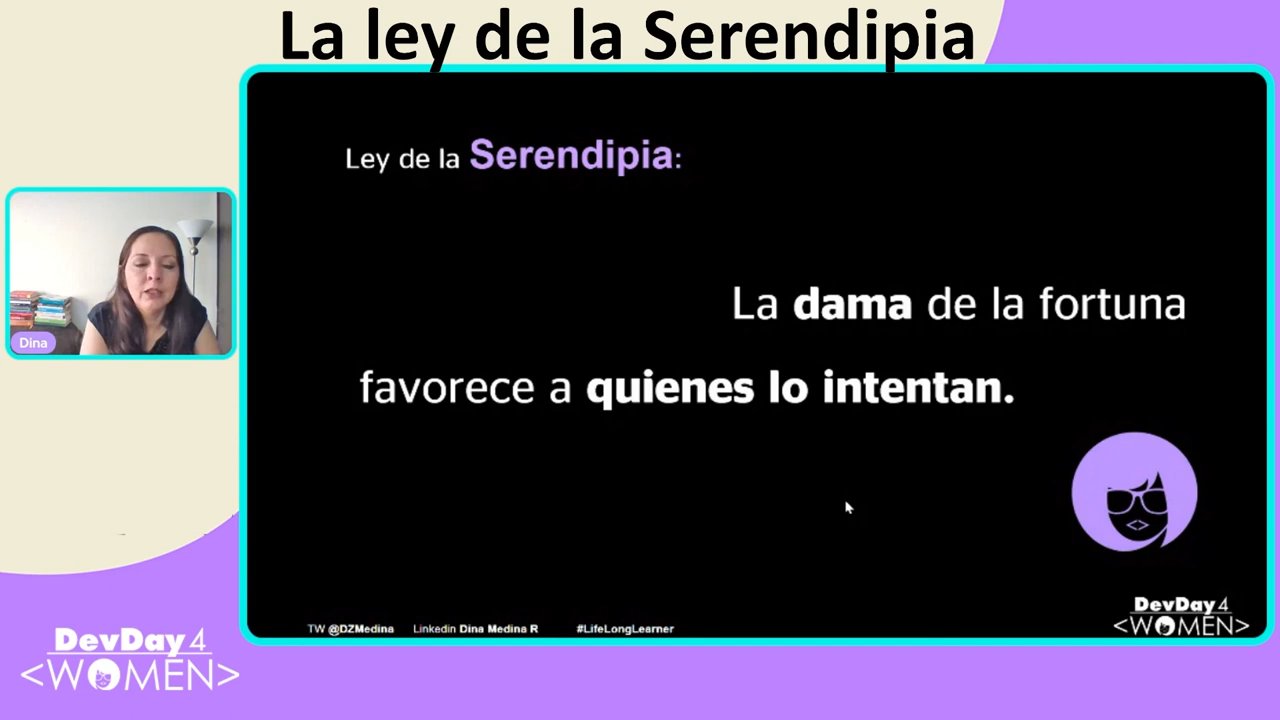 La ley de la Serendipia
Ley de la Serendipia:
La dama de la fortuna
favorece a quienes lo intentan.
Dina
TW @DZMedina Linkedin Dina Medina R #LifeLongLearner
DevDay4
<WOMEN>
DevDay4
<WOMEN>